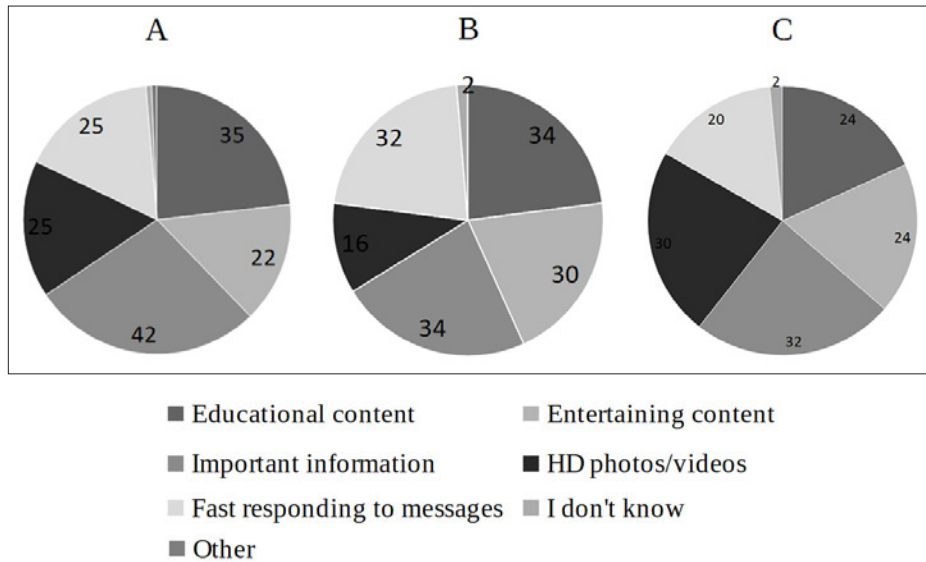 A B C
25 35 22 42 25
2 32 34 16 30 34
2 20 24 30 24 32
Educational content Entertaining content
Important information HD photos/videos
Fast responding to messages I don't know
Other